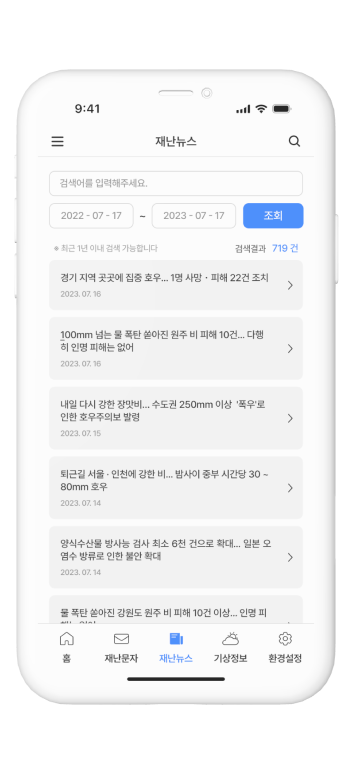 9:41
재난뉴스
검색어를 입력해주세요.
2022 - 07 - 17 ~ 2023 - 07 - 17 조회
※ 최근 1년 이내 검색 가능합니다 검색결과 719 건
경기 지역 곳곳에 집중 호우... 1명 사망 · 피해 22건 조치
2023. 07. 16
100mm 넘는 물 폭탄 쏟아진 원주 비 피해 10건... 다행
히 인명 피해는 없어
2023. 07. 16
내일 다시 강한 장맛비... 수도권 250mm 이상 '폭우'로
인한 호우주의보 발령
2023. 07. 15
퇴근길 서울 · 인천에 강한 비... 밤사이 중부 시간당 30 ~
80mm 호우
2023. 07. 14
양식수산물 방사능 검사 최소 6천 건으로 확대... 일본 오
염수 방류로 인한 불안 확대
2023. 07. 14
물 폭탄 쏟아진 강원도 원주 비 피해 10건 이상... 인명 피
홈 재난문자 재난뉴스 기상정보 환경설정